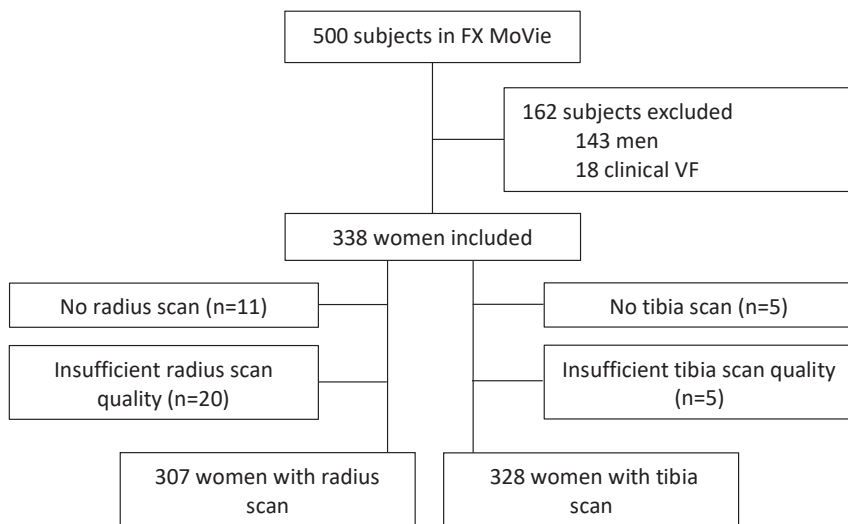 500 subjects in FX MoVie
162 subjects excluded
143 men
18 clinical VF
338 women included
No radius scan (n=11)
No tibia scan (n=5)
Insufficient radius scan
quality (n=20)
Insufficient tibia scan quality
(n=5)
307 women with radius
scan
328 women with tibia
scan